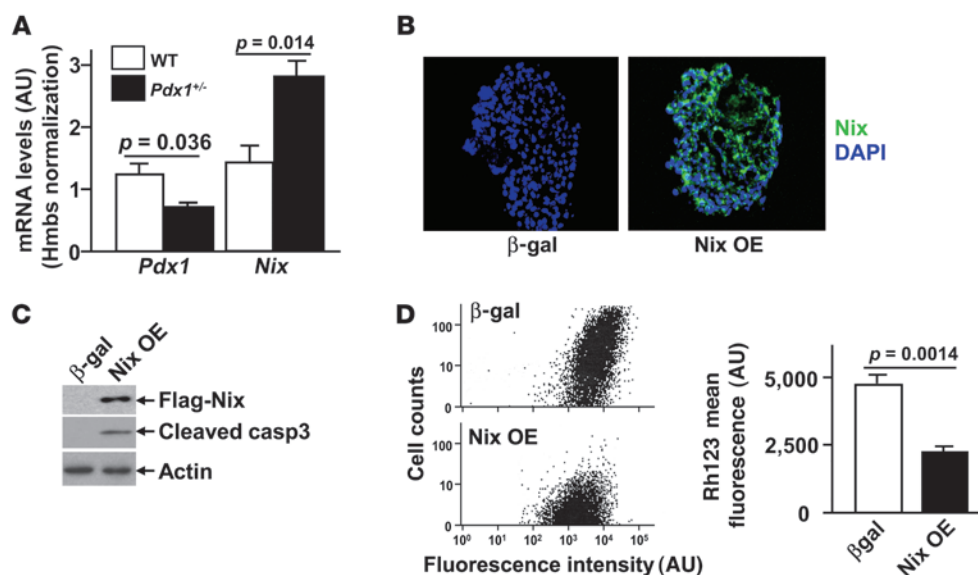 A
mRNA levels (AU)
(Hmbs normalization)
3
2
1
0
WT
Pdx1+/-
p = 0.036
p = 0.014
Pdx1
Nix
B
β-gal
Nix OE
Nix
DAPI
C
β-gal
Nix OE
Flag-Nix
Cleaved casp3
Actin
D
Cell counts
β-gal
100
10
0
Nix OE
100
10
0
10⁰ 10¹ 10² 10³ 10⁴ 10⁵
Fluorescence intensity (AU)
Rh123 mean
fluorescence (AU)
5,000
2,500
0
p = 0.0014
βgal
Nix OE